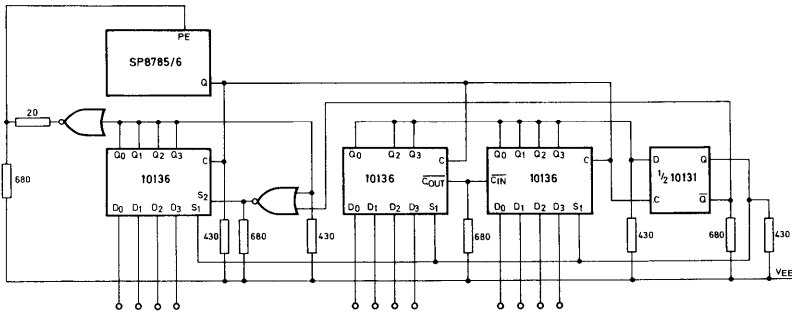 PE
SP8785/6
Q
20
680
Q0 Q1 Q2 Q3
C
10136
S2
D0 D1 D2 D3 S1
430
680
430
Q0 Q2 Q3
C
10136
COUT
D0 D1 D2 D3 S1
680
Q0 Q1 Q2 Q3
C
CIN
10136
D0 D1 D2 D3 S1
430
D Q
1/2 10131
C Q
680
430
VEE